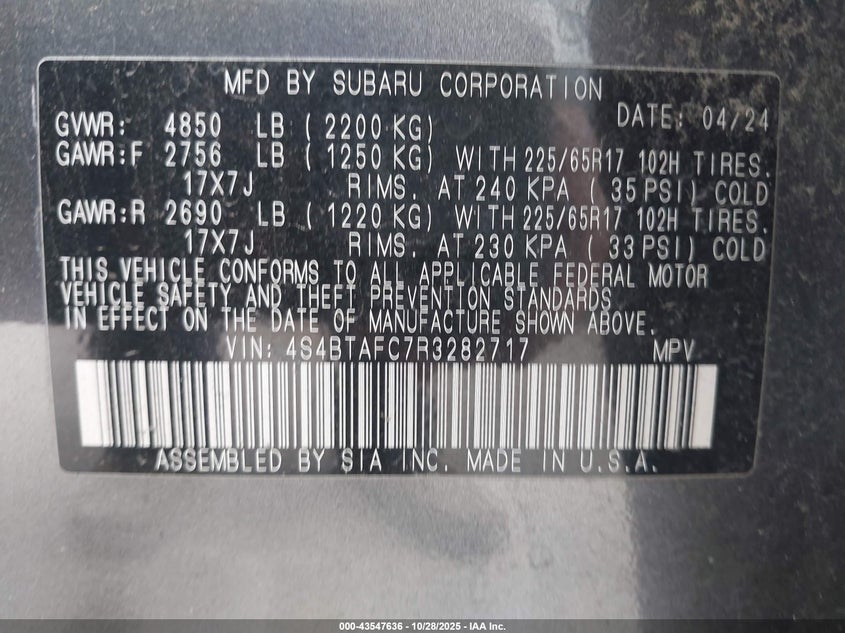 MFD BY SUBARU CORPORATION
DATE: 04/24
GVWR: 4850 LB ( 2200 KG)
GAWR:F 2756 LB ( 1250 KG) WITH 225/65R17 102H TIRES.
17X7J RIMS. AT 240 KPA ( 35 PSI) COLD
GAWR:R 2690 LB ( 1220 KG) WITH 225/65R17 102H TIRES.
17X7J RIMS. AT 230 KPA ( 33 PSI) COLD
THIS VEHICLE CONFORMS TO ALL APPLICABLE FEDERAL MOTOR
VEHICLE SAFETY AND THEFT PREVENTION STANDARDS
IN EFFECT ON THE DATE OF MANUFACTURE SHOWN ABOVE.
VIN: 4S4BTAFC7R3282717 MPV
ASSEMBLED BY SIA INC. MADE IN U.S.A.
000-43547636 - 10/28/2025 - IAA Inc.